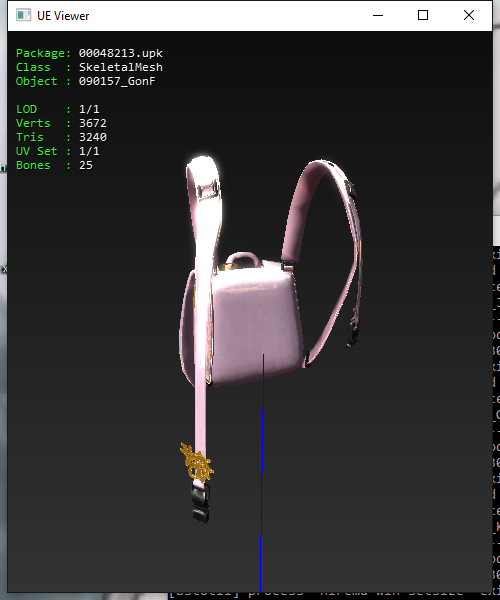 UE Viewer
Package: 00048213.upk
Class : SkeletalMesh
Object : 090157_GonF
LOD : 1/1
Verts : 3672
Tris : 3240
UV Set : 1/1
Bones : 25